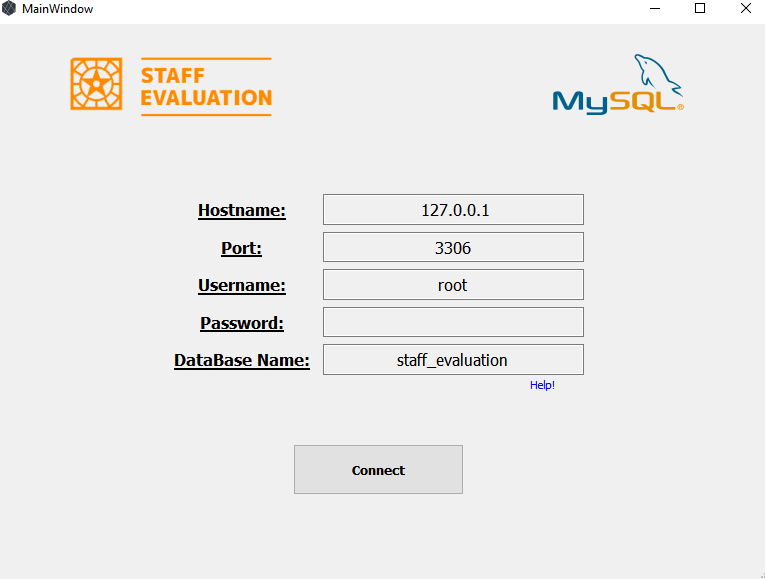 MainWindow
STAFF
EVALUATION
MySQL®
Hostname: 127.0.0.1
Port: 3306
Username: root
Password:
DataBase Name: staff_evaluation
Help!
Connect